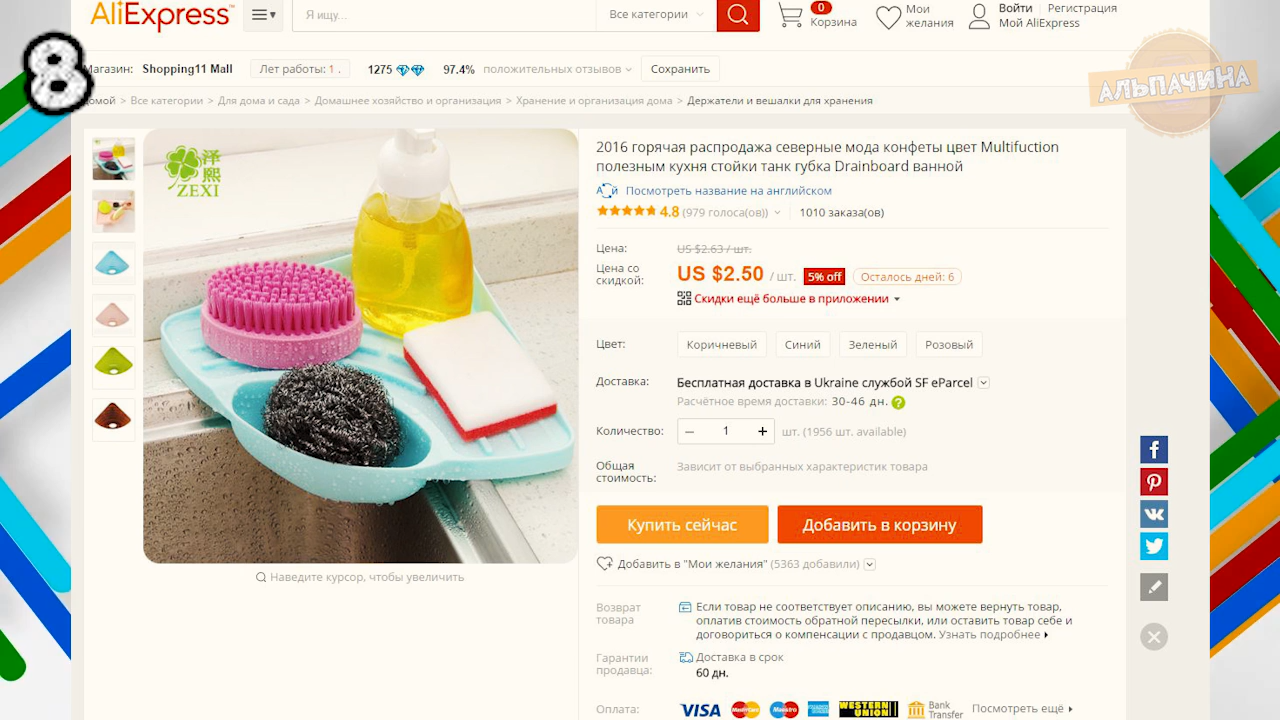 AliExpress™
Я ищу...
Все категории
0
Корзина
Мои желания
Войти
Регистрация
Мой AliExpress
8
АЛЬПАЧИНА
Магазин: Shopping11 Mall
Лет работы: 1 .
1275
97.4% положительных отзывов
Сохранить
домой > Все категории > Для дома и сада > Домашнее хозяйство и организация > Хранение и организация дома > Держатели и вешалки для хранения
泽熙
ZEXI
Наведите курсор, чтобы увеличить
2016 горячая распродажа северные мода конфеты цвет Multifuction
полезным кухня стойки танк губка Drainboard ванной
Посмотреть название на английском
4.8 (979 голоса(ов))
1010 заказа(ов)
Цена: US $2.63 / шт.
Цена со скидкой: US $2.50 / шт. 5% off Осталось дней: 6
Скидки ещё больше в приложении
Цвет: Коричневый Синий Зеленый Розовый
Доставка: Бесплатная доставка в Ukraine службой SF eParcel
Расчётное время доставки: 30-46 дн. ?
Количество: – 1 + шт. (1956 шт. available)
Общая стоимость: Зависит от выбранных характеристик товара
Купить сейчас
Добавить в корзину
Добавить в "Мои желания" (5363 добавили)
Возврат товара
Если товар не соответствует описанию, вы можете вернуть товар,
оплатив стоимость обратной пересылки, или оставить товар себе и
договориться о компенсации с продавцом. Узнать подробнее
Гарантии продавца:
Доставка в срок
60 дн.
Оплата: VISA MasterCard Maestro WESTERN UNION Bank Transfer Посмотреть ещё